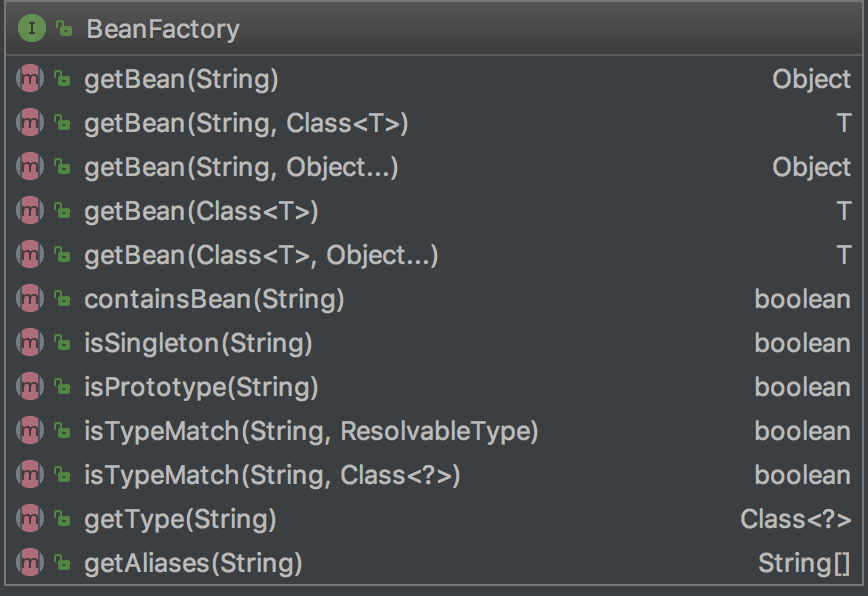 I BeanFactory
m getBean(String) Object
m getBean(String, Class<T>) T
m getBean(String, Object...) Object
m getBean(Class<T>) T
m getBean(Class<T>, Object...) T
m containsBean(String) boolean
m isSingleton(String) boolean
m isPrototype(String) boolean
m isTypeMatch(String, ResolvableType) boolean
m isTypeMatch(String, Class<?>) boolean
m getType(String) Class<?>
m getAliases(String) String[]